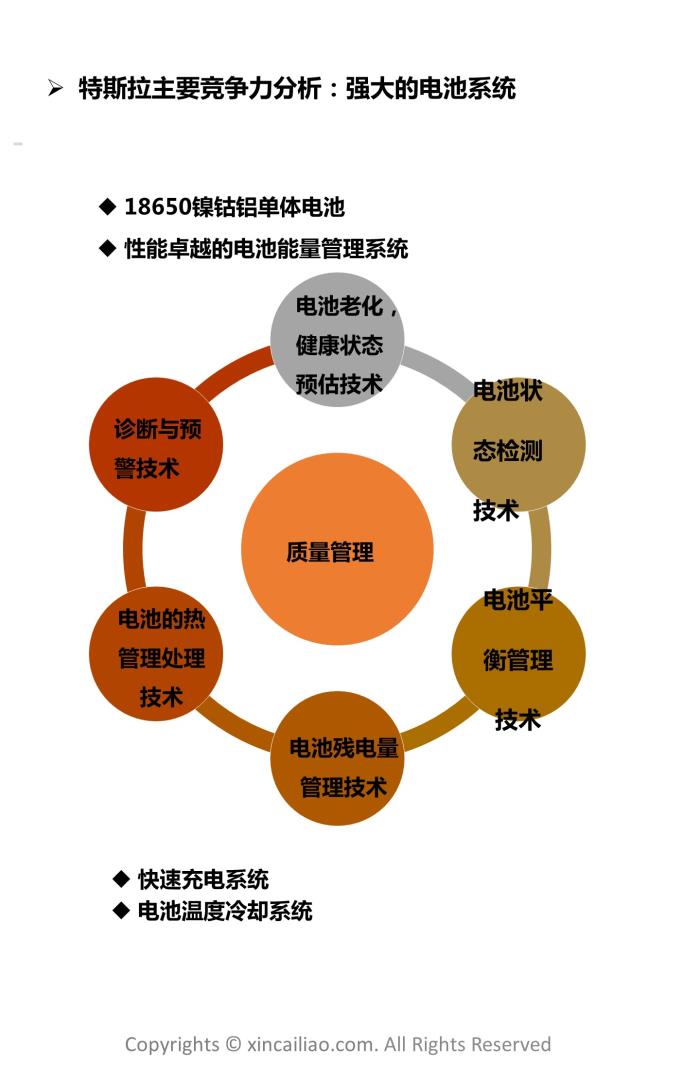 特斯拉主要竞争力分析：强大的电池系统
18650镍钴铝单体电池
性能卓越的电池能量管理系统
电池老化，
健康状态
预估技术
电池状
态检测
技术
诊断与预
警技术
质量管理
电池平
衡管理
技术
电池的热
管理处理
技术
电池残电量
管理技术
快速充电系统
电池温度冷却系统
Copyrights © xincailiao.com. All Rights Reserved